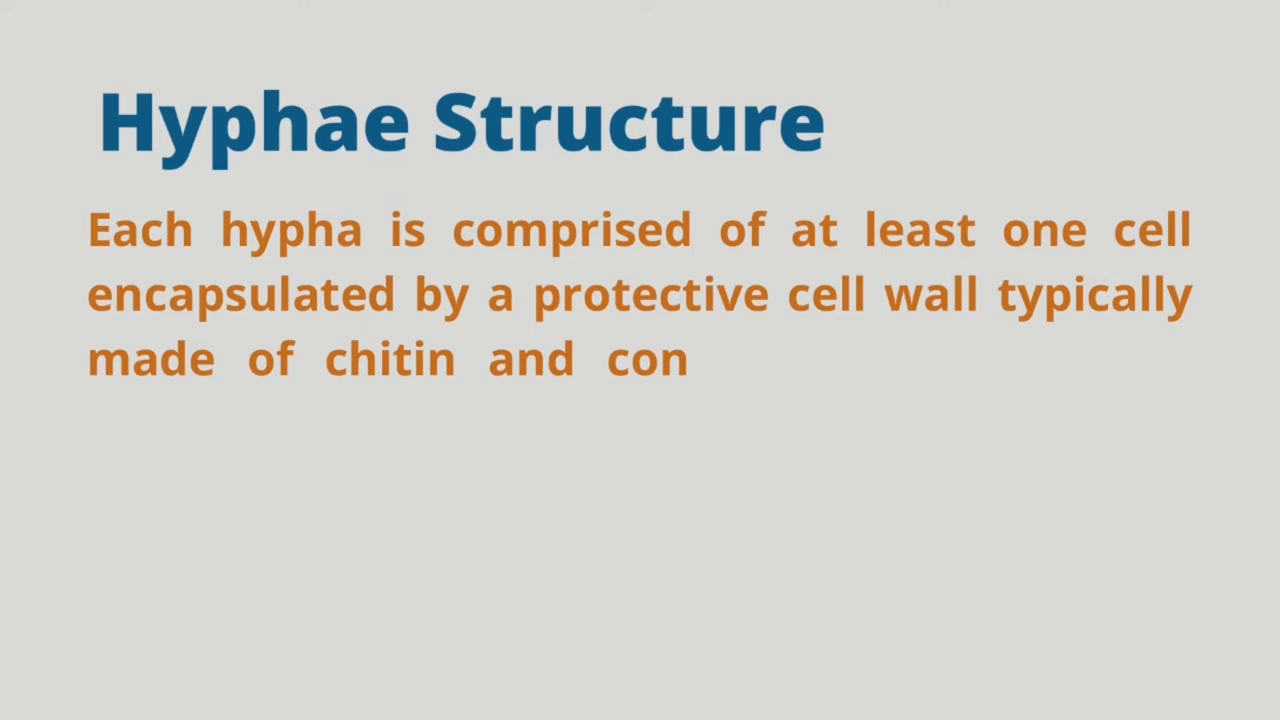 Hyphae Structure
Each hypha is comprised of at least one cell
encapsulated by a protective cell wall typically
made of chitin and con